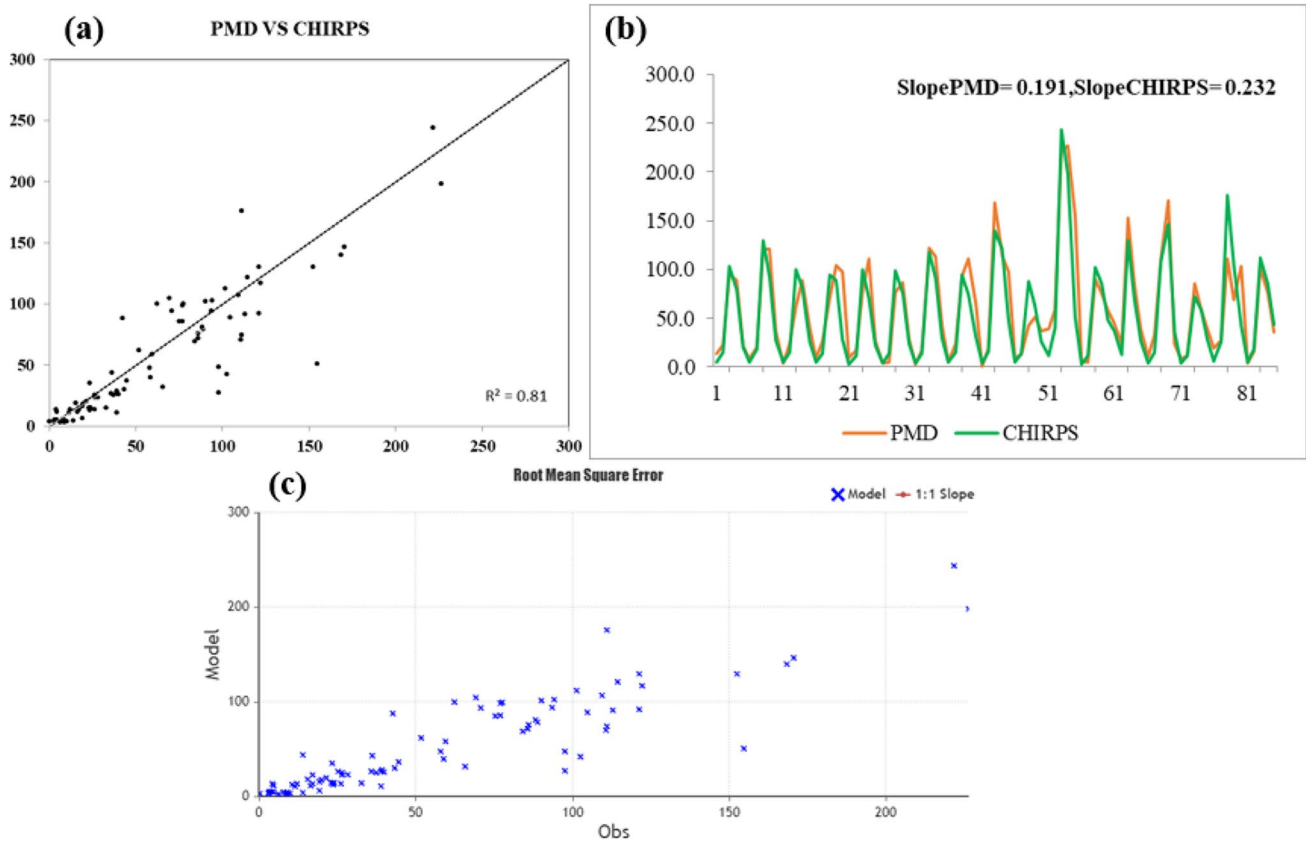 (a)
PMD VS CHIRPS
300
250
200
150
100
50
0
0 50 100 150 200 250 300
R² = 0.81
(b)
SlopePMD= 0.191,SlopeCHIRPS= 0.232
300.0
250.0
200.0
150.0
100.0
50.0
0.0
1 11 21 31 41 51 61 71 81
PMD CHIRPS
(c)
Root Mean Square Error
Model 1:1 Slope
Model
300
200
100
0
0 50 100 150 200
Obs